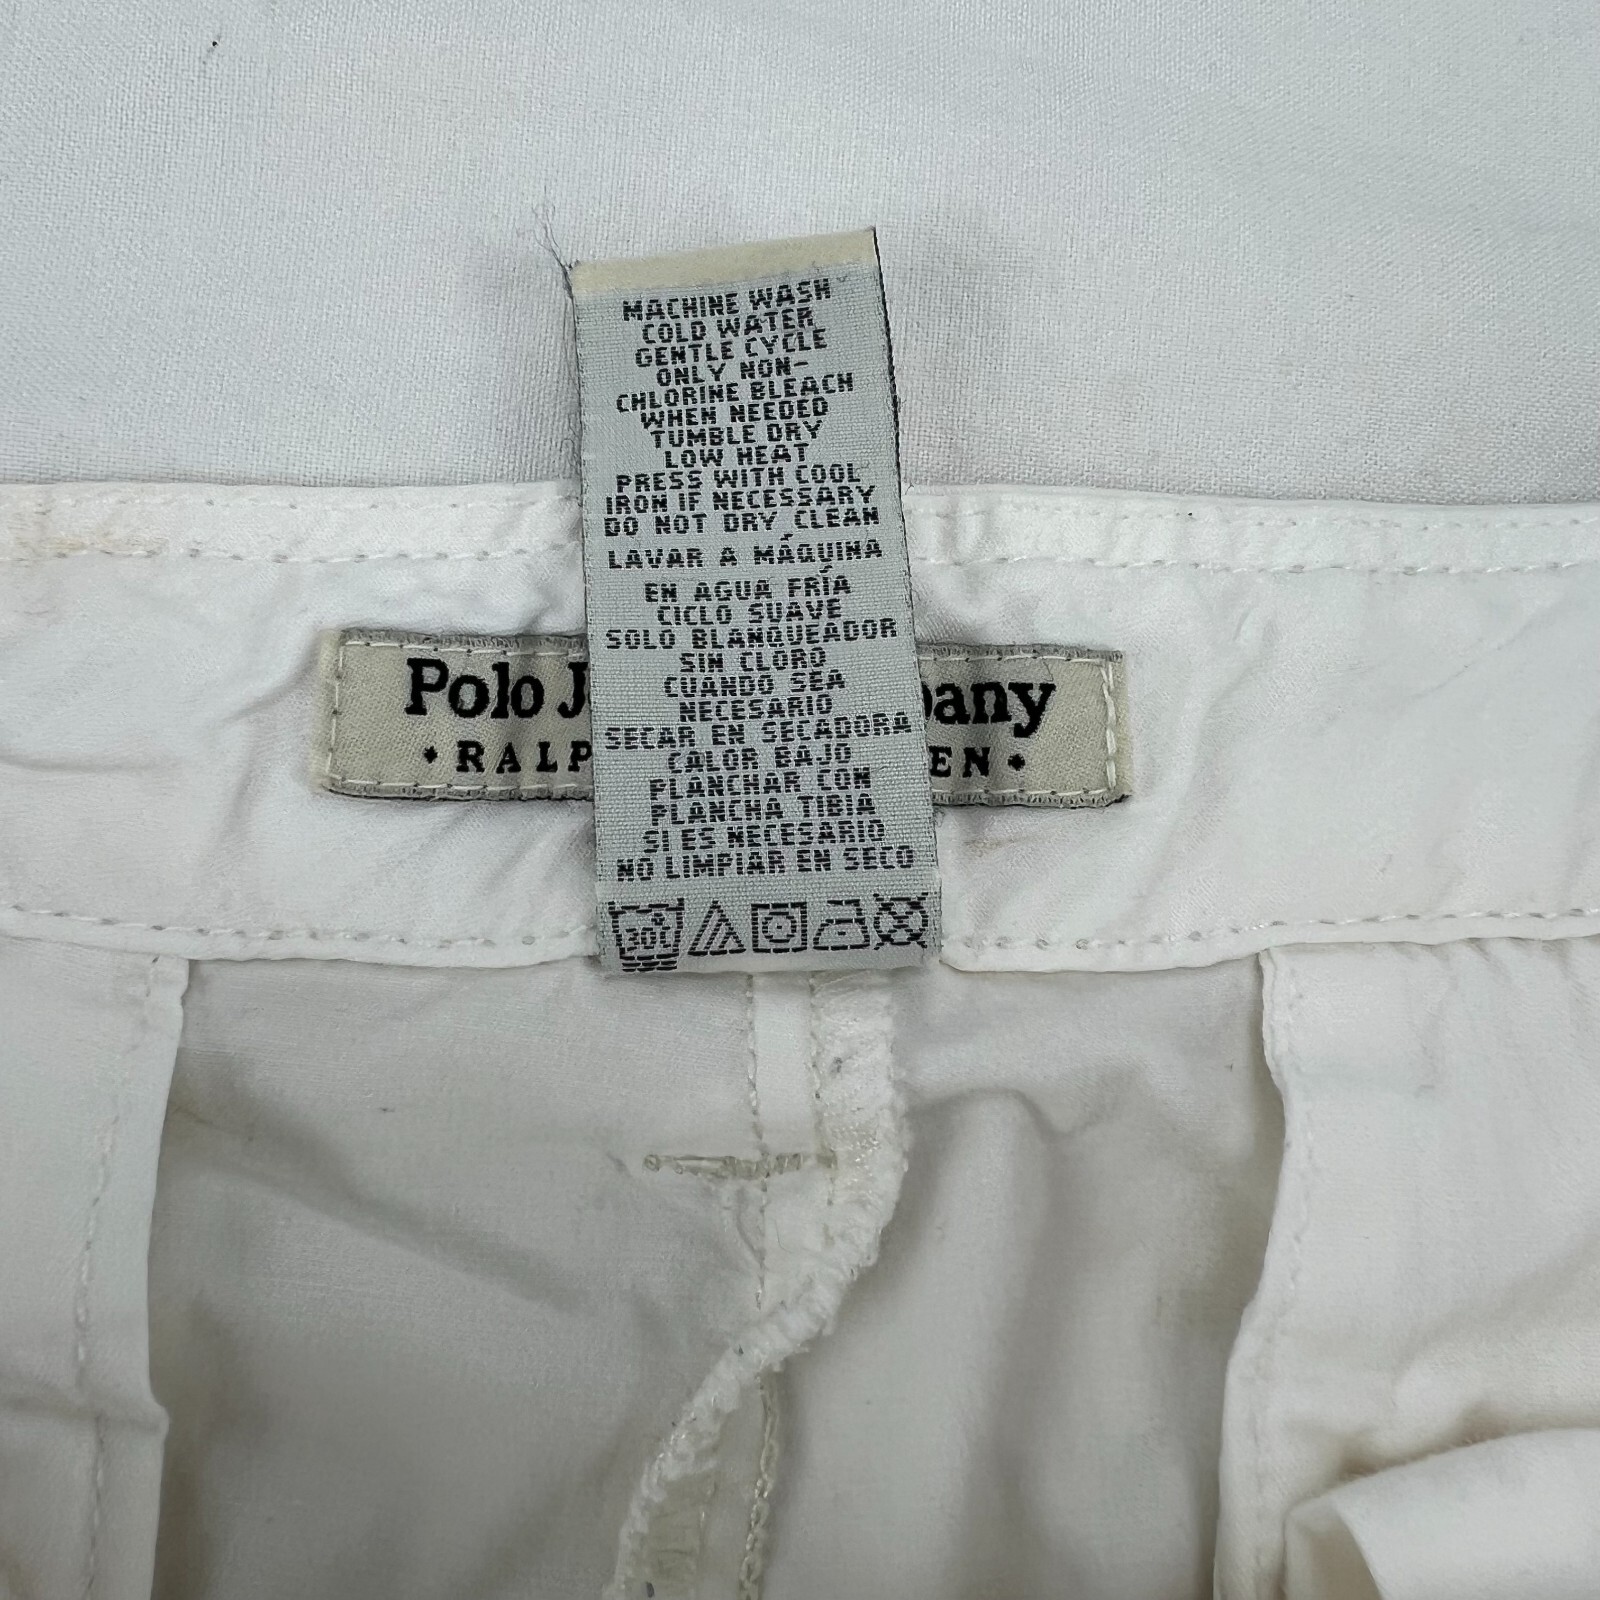 MACHINE WASH
COLD WATER
GENTLE CYCLE
ONLY NON-
CHLORINE BLEACH
WHEN NEEDED
TUMBLE DRY
LOW HEAT
PRESS WITH COOL
IRON IF NECESSARY
DO NOT DRY CLEAN
LAVAR A MÁQUINA
EN AGUA FRÍA
CICLO SUAVE
SOLO BLANQUEADOR
SIN CLORO
CUANDO SEA
NECESARIO
SECAR EN SECADORA
CALOR BAJO
PLANCHAR CON
PLANCHA TIBIA
SI ES NECESARIO
NO LIMPIAR EN SECO
30C
Polo J pany
RALP EN